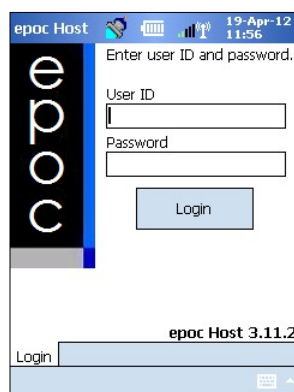 epoc Host 19-Apr-12
11:56
epoc
Enter user ID and password.
User ID
Password
Login
epoc Host 3.11.2
Login